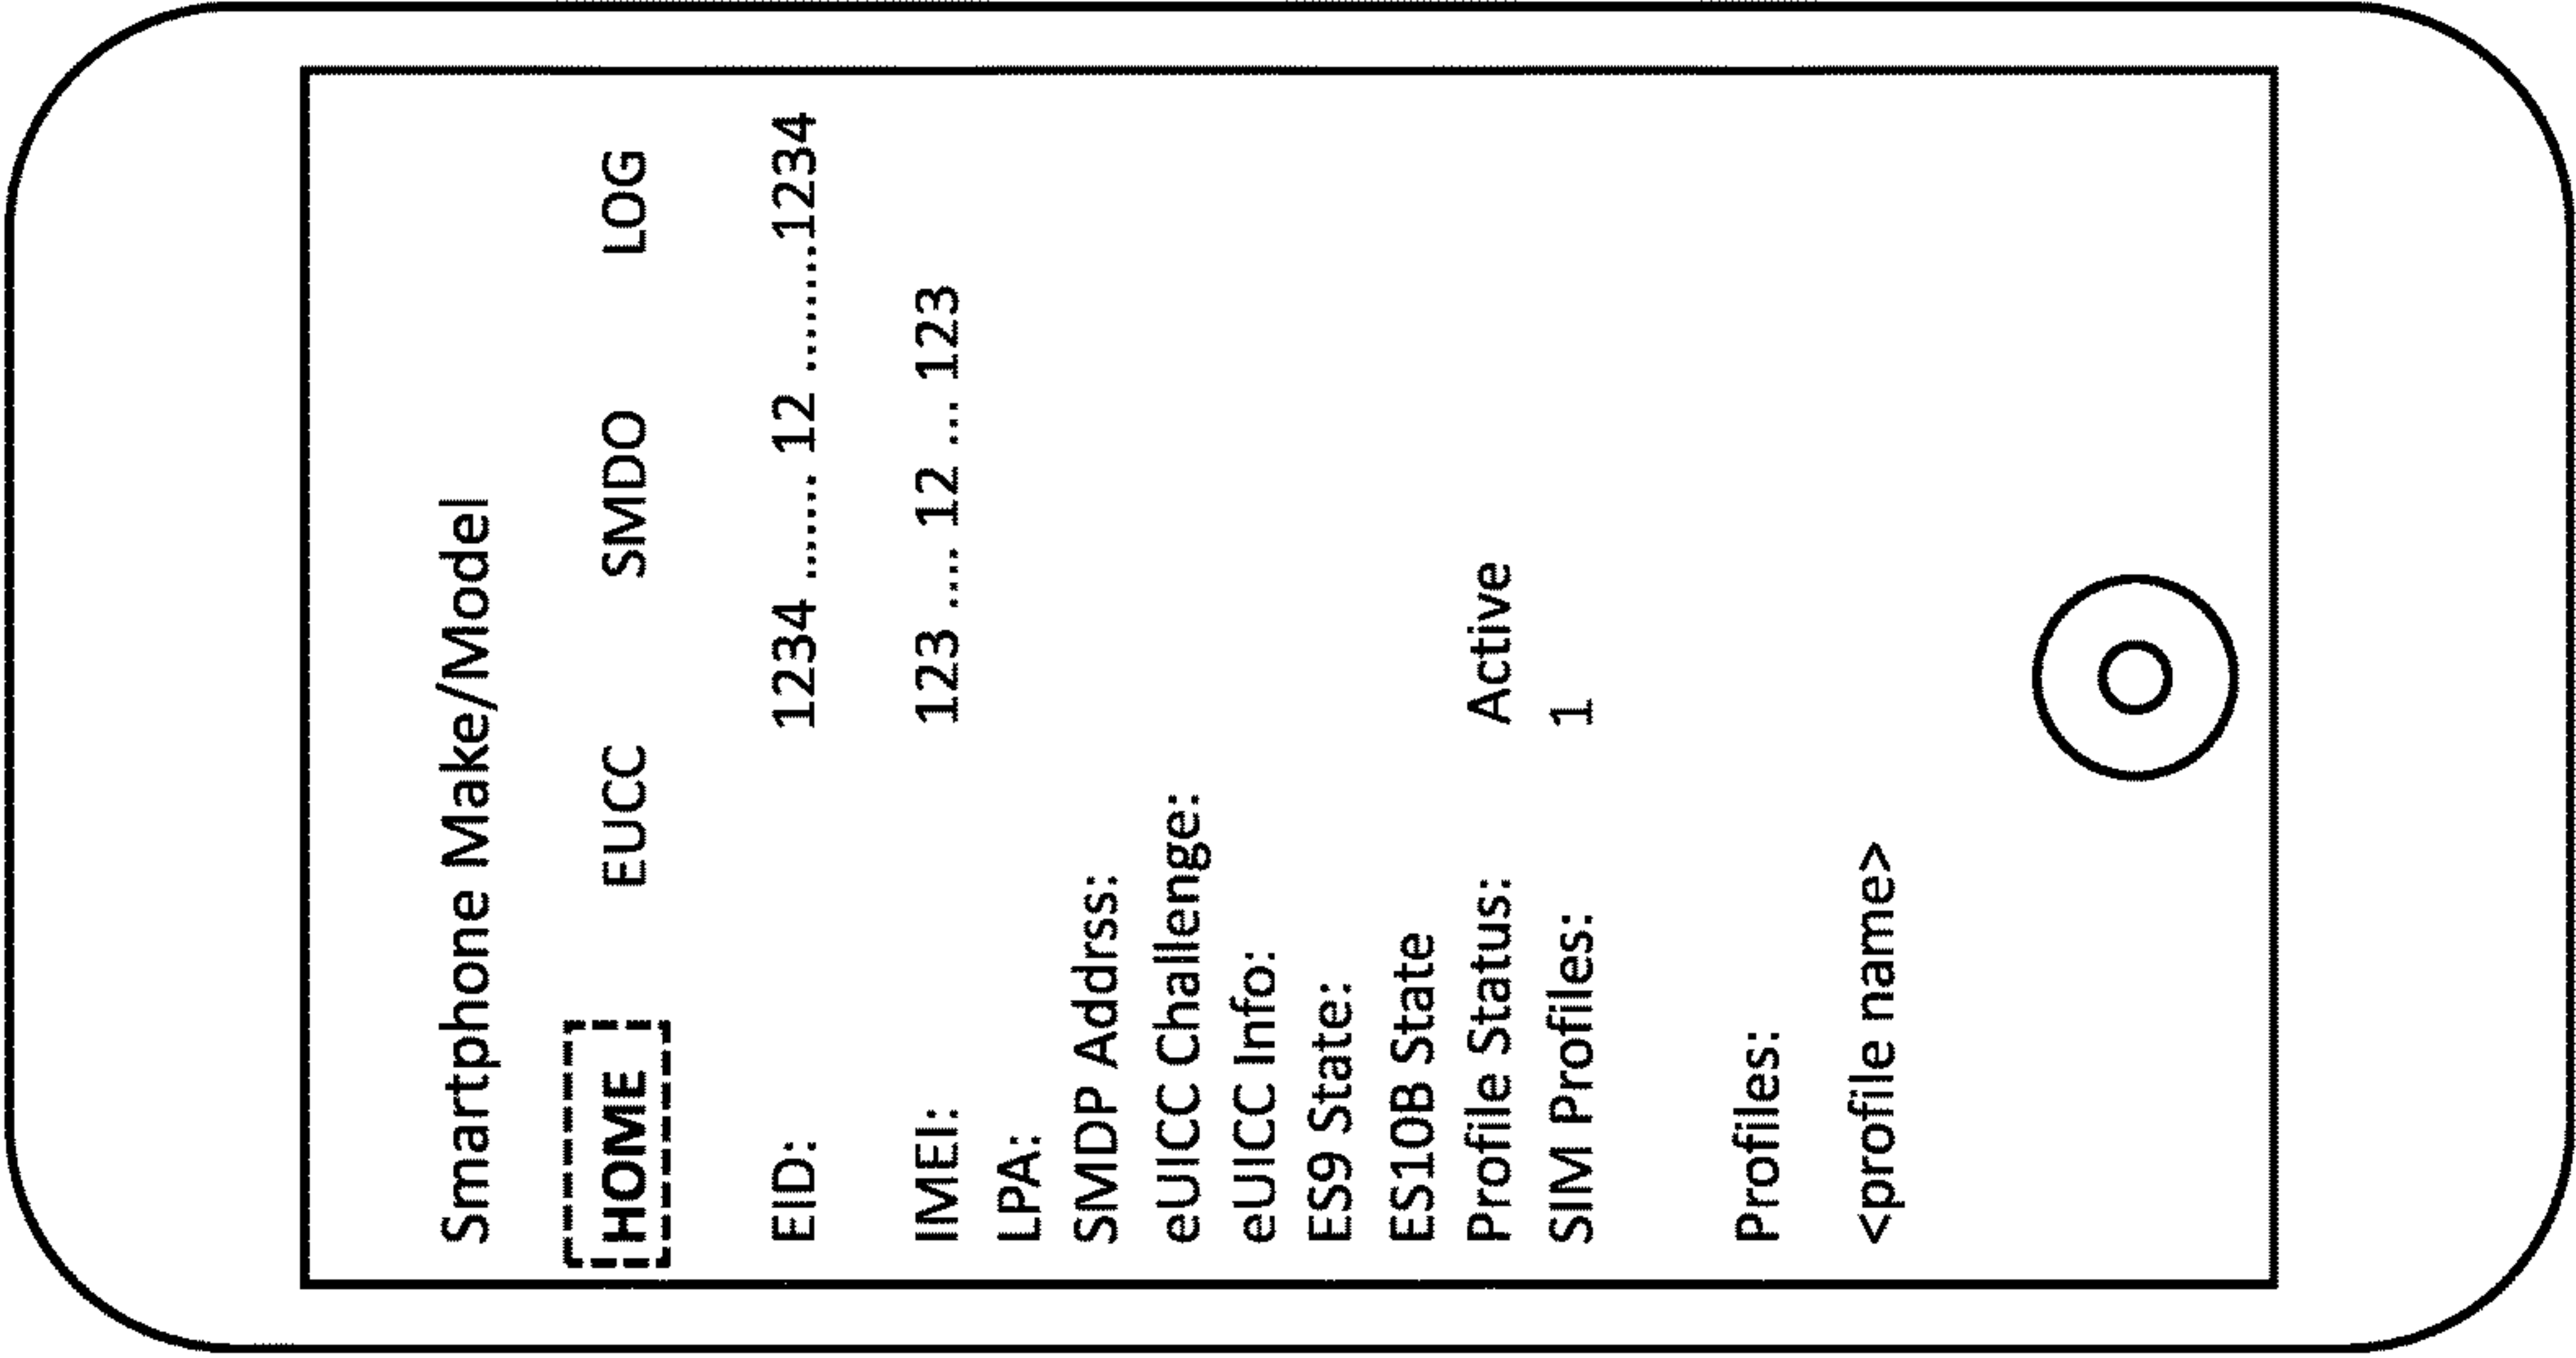 Smartphone Make/Model
HOME EUCC SMDO LOG
EID: 1234 ....... 12 .........1234
IMEI: 123 ..... 12 ... 123
LPA:
SMDP Addrss:
eUICC Challenge:
eUICC Info:
ES9 State:
ES10B State
Profile Status: Active
SIM Profiles: 1
Profiles:
<profile name>